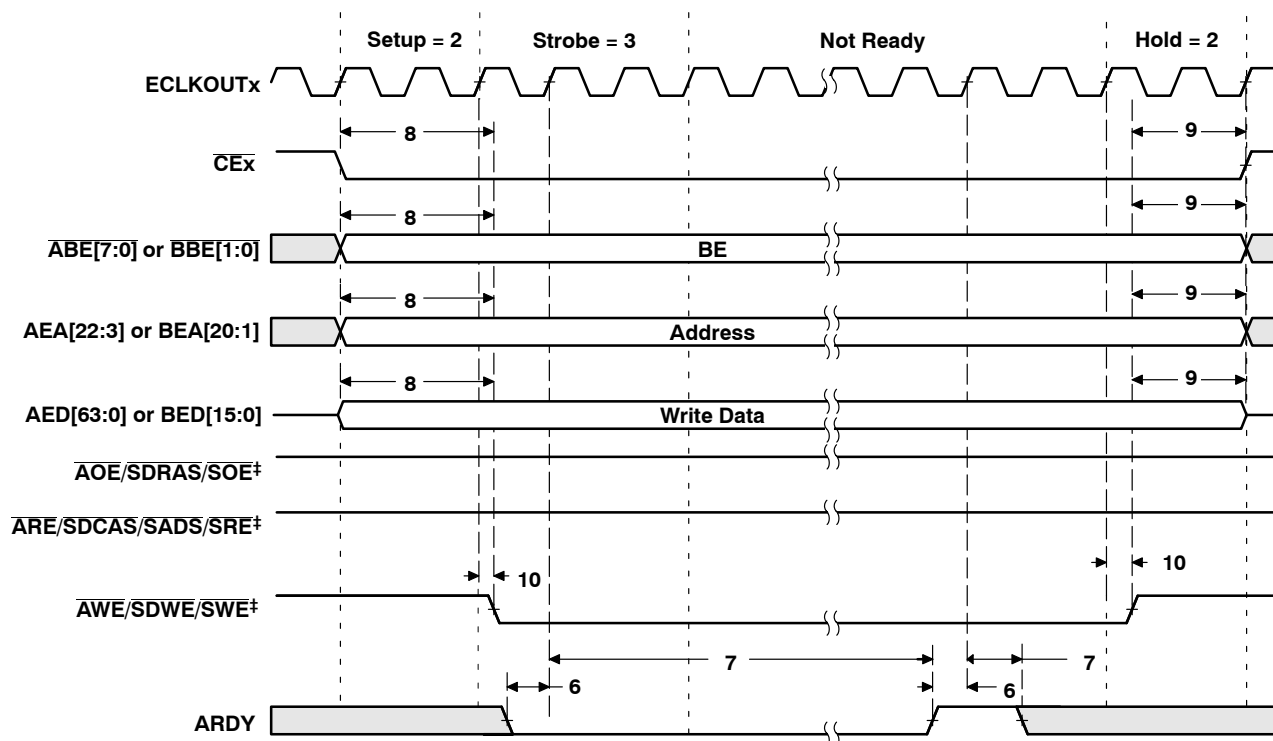 Setup = 2 Strobe = 3 Not Ready Hold = 2
ECLKOUTx
8 9
CEx
8 9
ABE[7:0] or BBE[1:0] BE
8 9
AEA[22:3] or BEA[20:1] Address
8 9
AED[63:0] or BED[15:0] Write Data
AOE/SDRAS/SOE‡
ARE/SDCAS/SADS/SRE‡
10 10
AWE/SDWE/SWE‡
7 7
6 6
ARDY